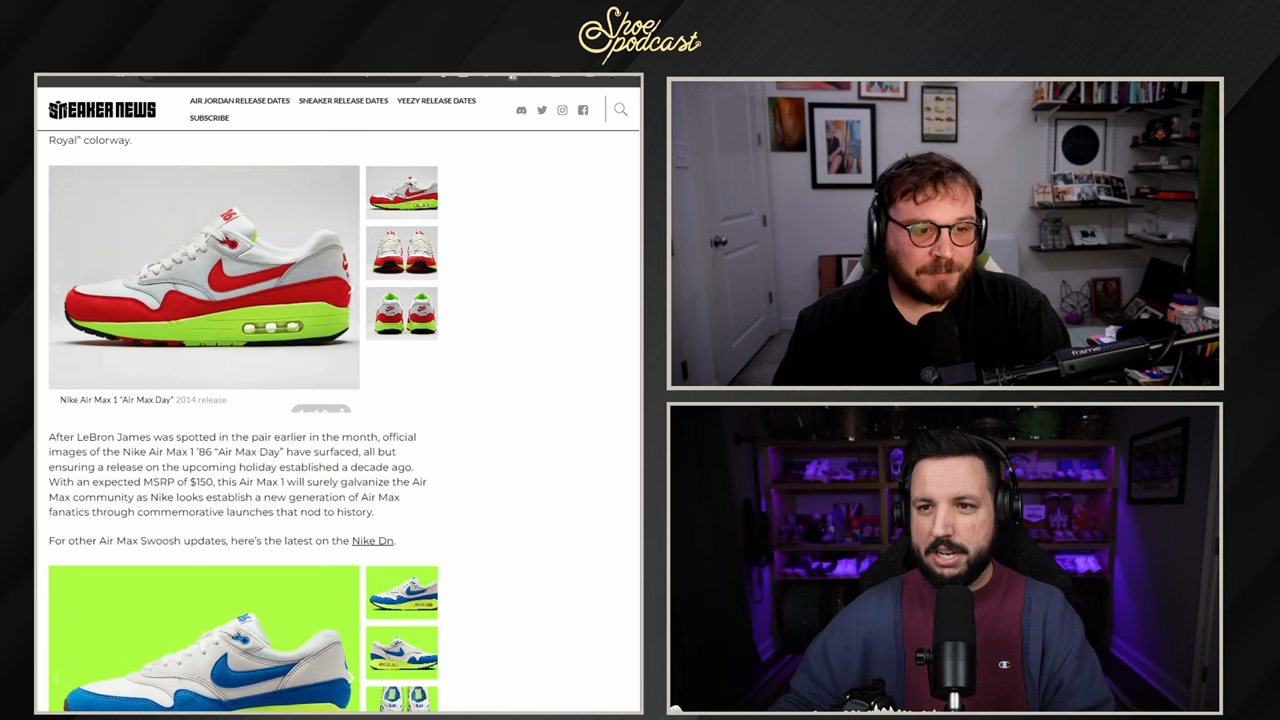 Shoe
podcast
SNEAKER NEWS
AIR JORDAN RELEASE DATES SNEAKER RELEASE DATES YEEZY RELEASE DATES
SUBSCRIBE
Royal” colorway.
Nike Air Max 1 “Air Max Day” 2014 release
After LeBron James was spotted in the pair earlier in the month, official
images of the Nike Air Max 1 ’86 “Air Max Day” have surfaced, all but
ensuring a release on the upcoming holiday established a decade ago.
With an expected MSRP of $150, this Air Max 1 will surely galvanize the Air
Max community as Nike looks establish a new generation of Air Max
fanatics through commemorative launches that nod to history.
For other Air Max Swoosh updates, here’s the latest on the Nike Dn.